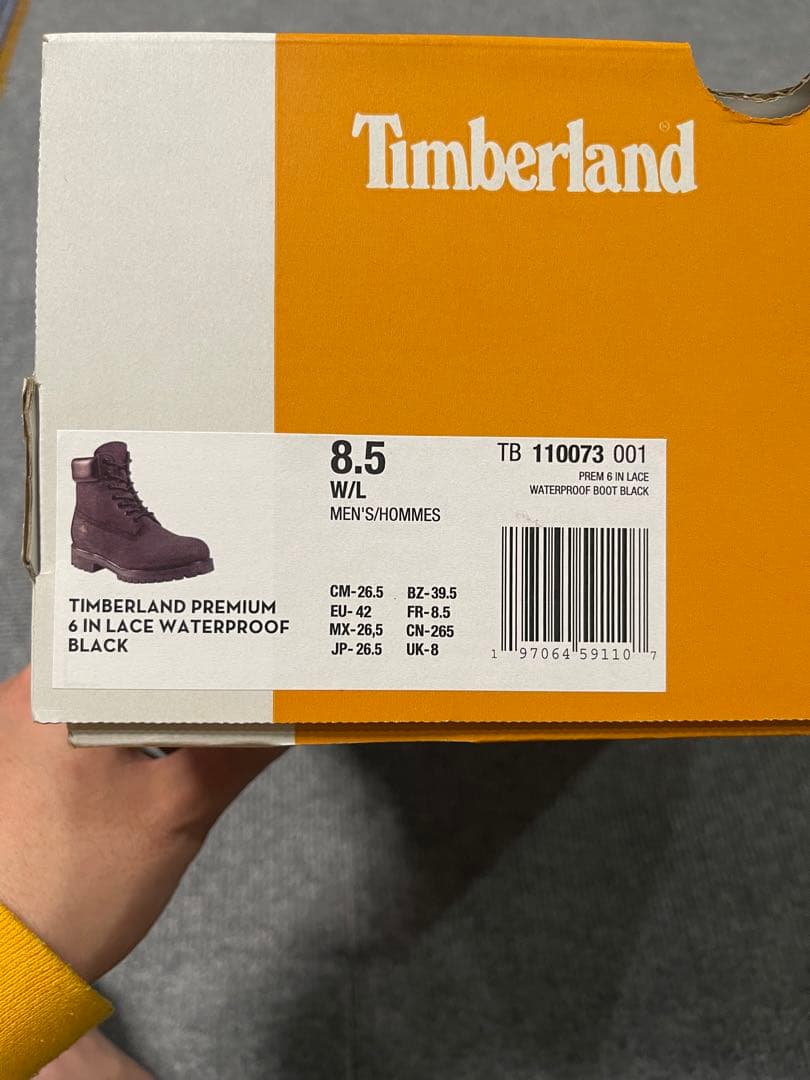 Timberland®
8.5
W/L
MEN'S/HOMMES
TB 110073 001
PREM 6 IN LACE
WATERPROOF BOOT BLACK
TIMBERLAND PREMIUM
6 IN LACE WATERPROOF
BLACK
CM-26.5 BZ-39.5
EU- 42 FR-8.5
MX-26,5 CN-265
JP- 26.5 UK-8
1 97064 59110 7